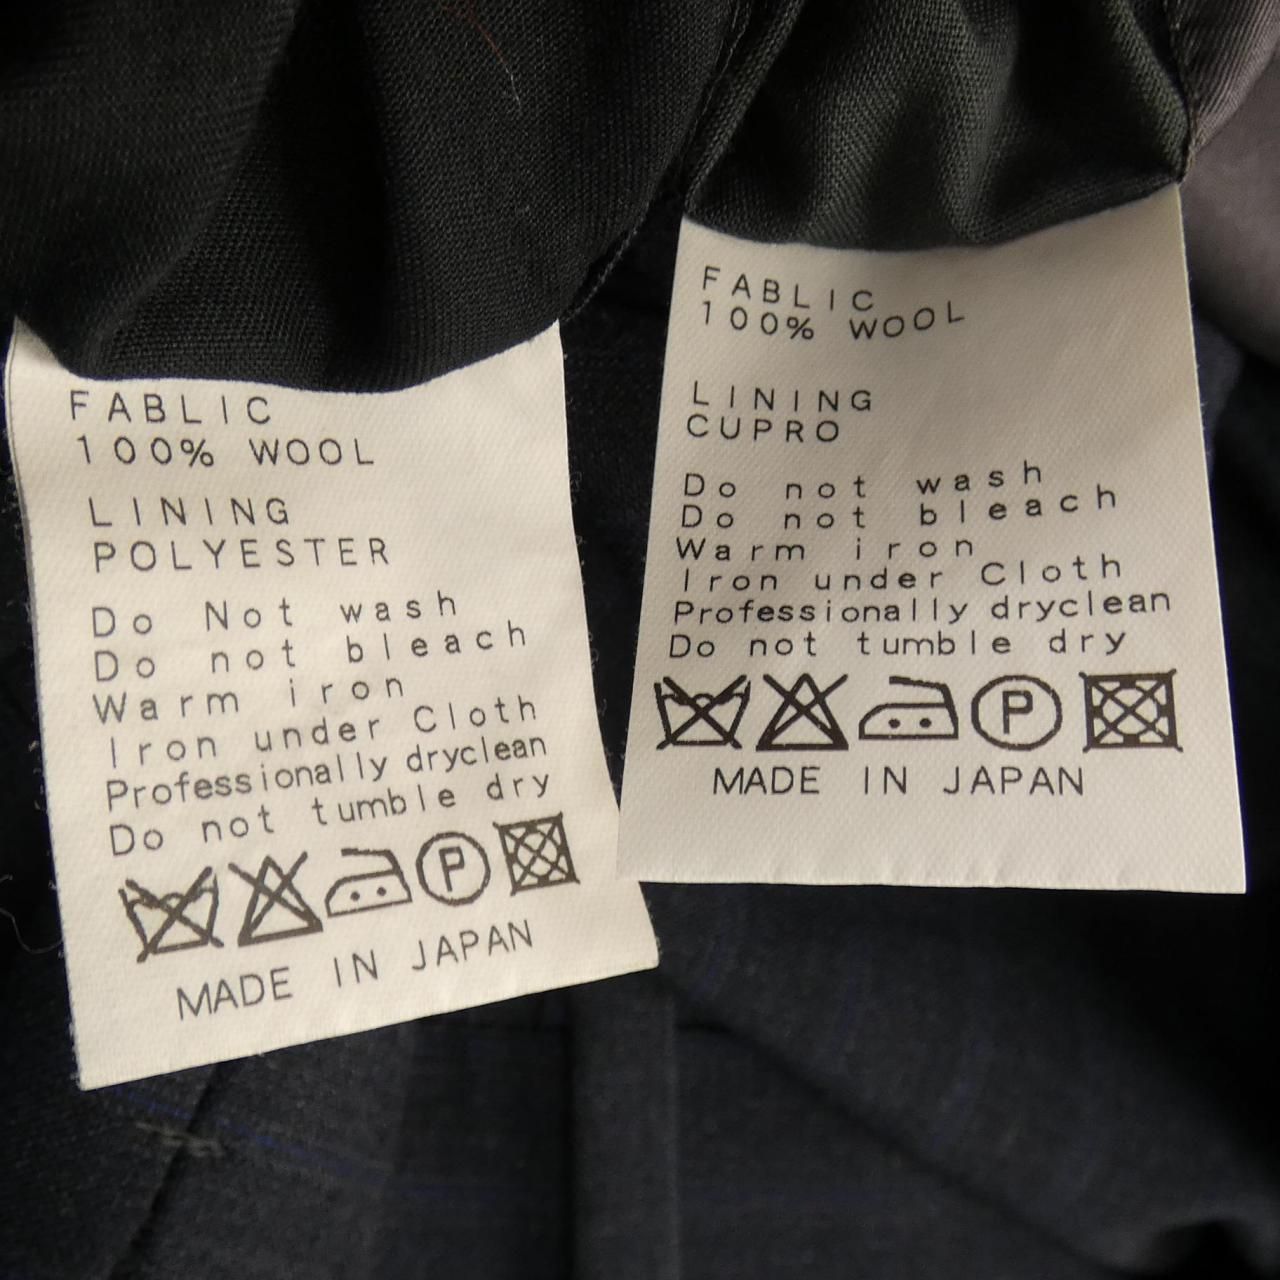 FABLIC
100% WOOL
LINING
POLYESTER
Do Not wash
Do not bleach
Warm iron
Iron under Cloth
Professionally dryclean
Do not tumble dry
P
MADE IN JAPAN
FABLIC
100% WOOL
LINING
CUPRO
Do not wash
Do not bleach
Warm iron
Iron under Cloth
Professionally dryclean
Do not tumble dry
P
MADE IN JAPAN